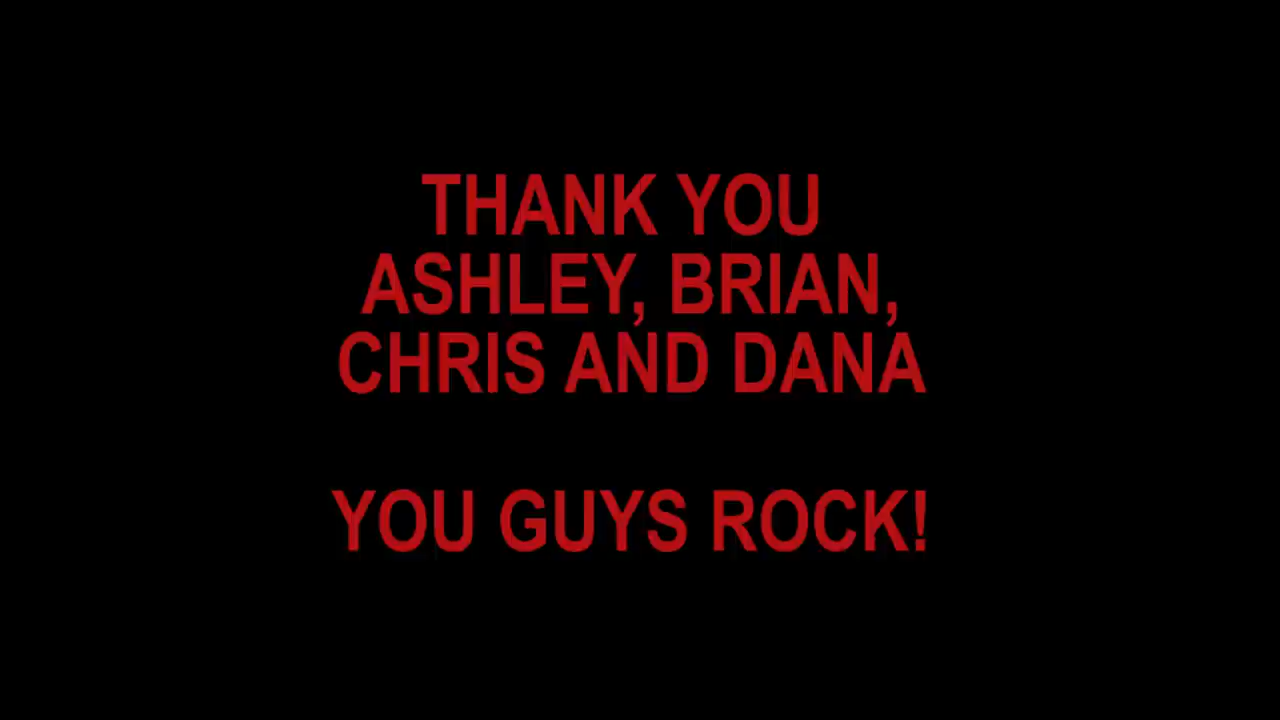 THANK YOU
ASHLEY, BRIAN,
CHRIS AND DANA
YOU GUYS ROCK!